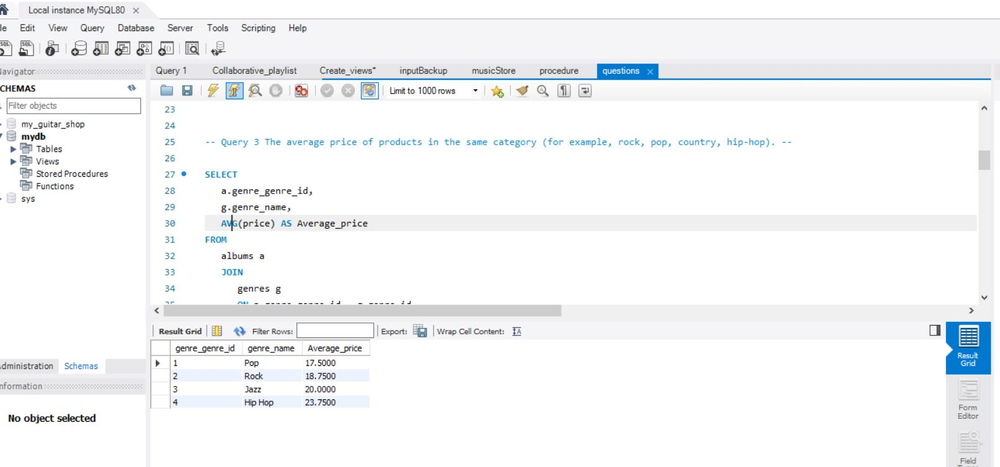 Local instance MySQL80
Edit View Query Database Server Tools Scripting Help
SQL SQL
Query 1 Collaborative_playlist Create_views* inputBackup musicStore procedure questions
Limit to 1000 rows
Filter objects
my_guitar_shop
mydb
Tables
Views
Stored Procedures
Functions
sys
23
24
25 -- Query 3 The average price of products in the same category (for example, rock, pop, country, hip-hop). --
26
27 SELECT
28 a.genre_genre_id,
29 g.genre_name,
30 AVG(price) AS Average_price
31 FROM
32 albums a
33 JOIN
34 genres g
Result Grid Filter Rows: Export: Wrap Cell Content:
genre_genre_id genre_name Average_price
1 Pop 17.5000
2 Rock 18.7500
3 Jazz 20.0000
4 Hip Hop 23.7500
Schemas
No object selected
Result
Grid
Form
Editor
Field